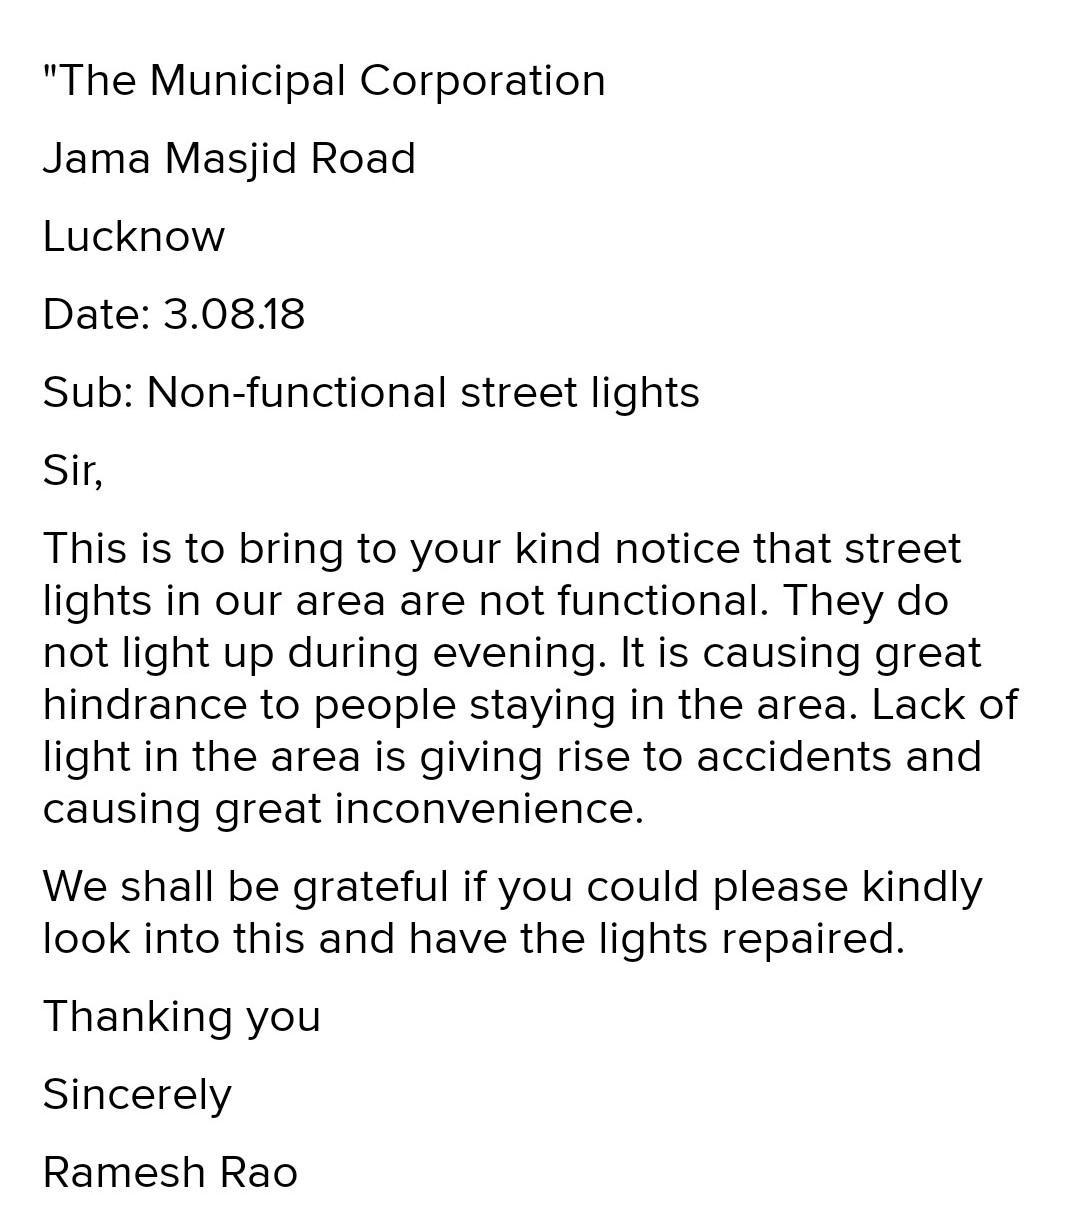 "The Municipal Corporation
Jama Masjid Road
Lucknow
Date: 3.08.18
Sub: Non-functional street lights
Sir,
This is to bring to your kind notice that street
lights in our area are not functional. They do
not light up during evening. It is causing great
hindrance to people staying in the area. Lack of
light in the area is giving rise to accidents and
causing great inconvenience.
We shall be grateful if you could please kindly
look into this and have the lights repaired.
Thanking you
Sincerely
Ramesh Rao